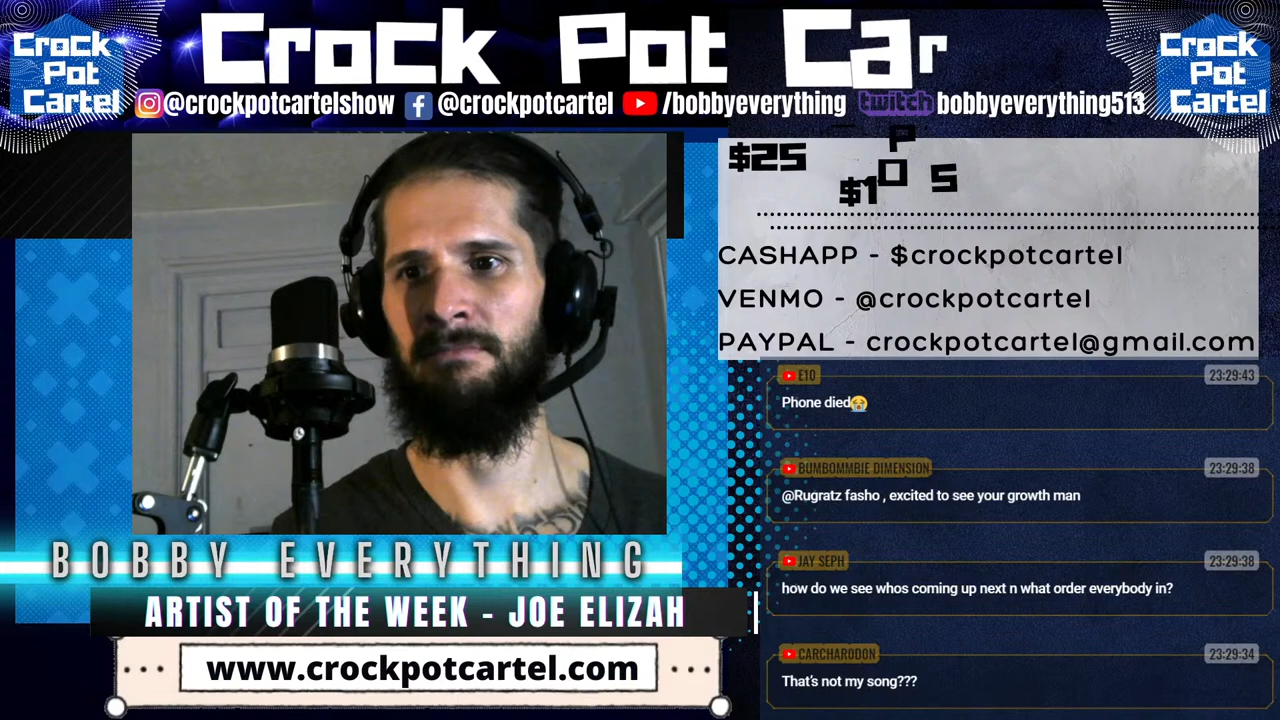 Crock Pot Car
Crock
Pot
Cartel
Crock
Pot
Cartel
@crockpotcartelshow @crockpotcartel /bobbyeverything twitch bobbyeverything513
$25
P
$1 O S
CASHAPP - $crockpotcartel
VENMO - @crockpotcartel
PAYPAL - crockpotcartel@gmail.com
E10 23:29:43
Phone died😭
BUMBOMMBIE DIMENSION 23:29:38
@Rugratz fasho , excited to see your growth man
JAY SEPH 23:29:38
how do we see whos coming up next n what order everybody in?
CARCHARODON 23:29:34
That's not my song???
BOBBY EVERYTHING
ARTIST OF THE WEEK - JOE ELIZAH
www.crockpotcartel.com